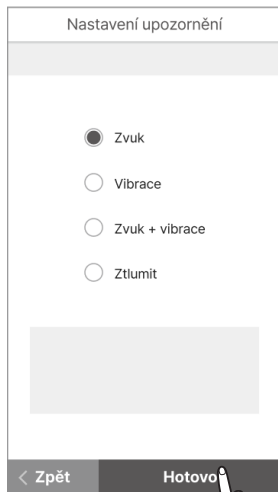 Nastavení upozornění
Zvuk
Vibrace
Zvuk + vibrace
Ztlumit
< Zpět
Hotovo